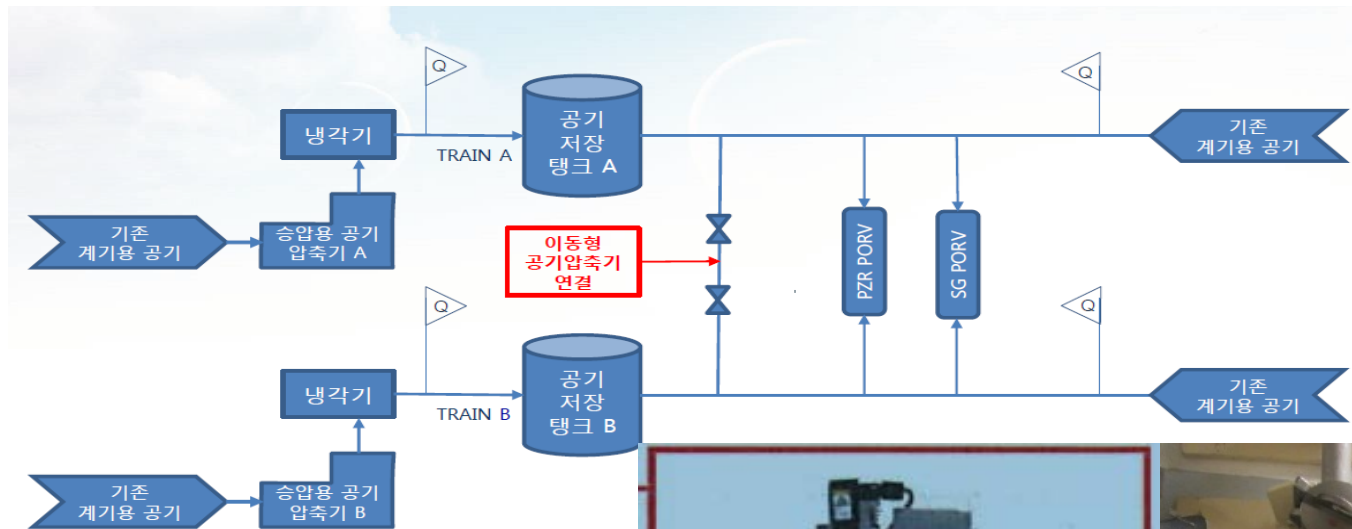 Q
Q
냉각기
공기
저장
탱크 A
기존
계기용 공기
TRAIN A
기존
계기용 공기
승압용 공기
압축기 A
이동형
공기압축기
연결
PZR PORV
SG PORV
Q
Q
냉각기
공기
저장
탱크 B
기존
계기용 공기
TRAIN B
기존
계기용 공기
승압용 공기
압축기 B